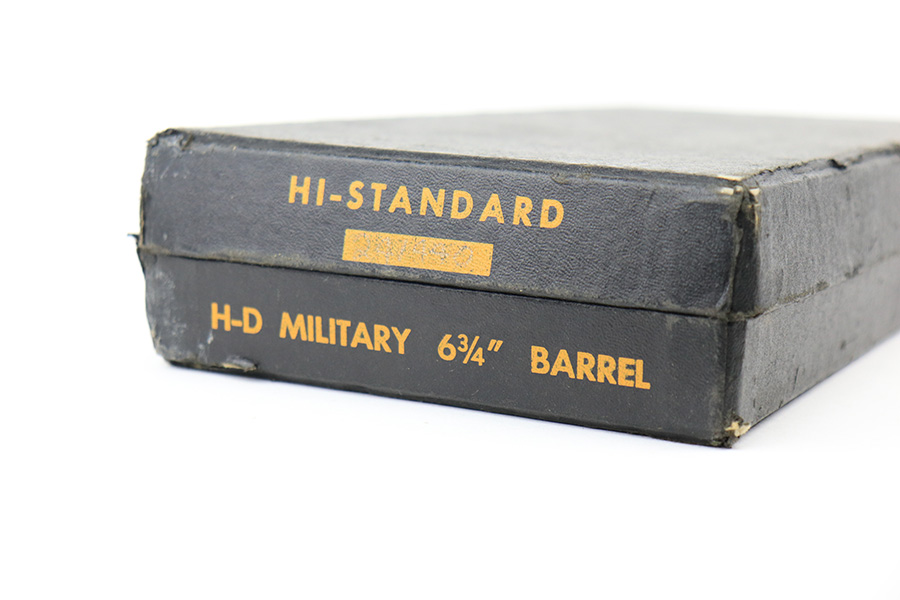 HI-STANDARD
H-D MILITARY 6¾" BARREL